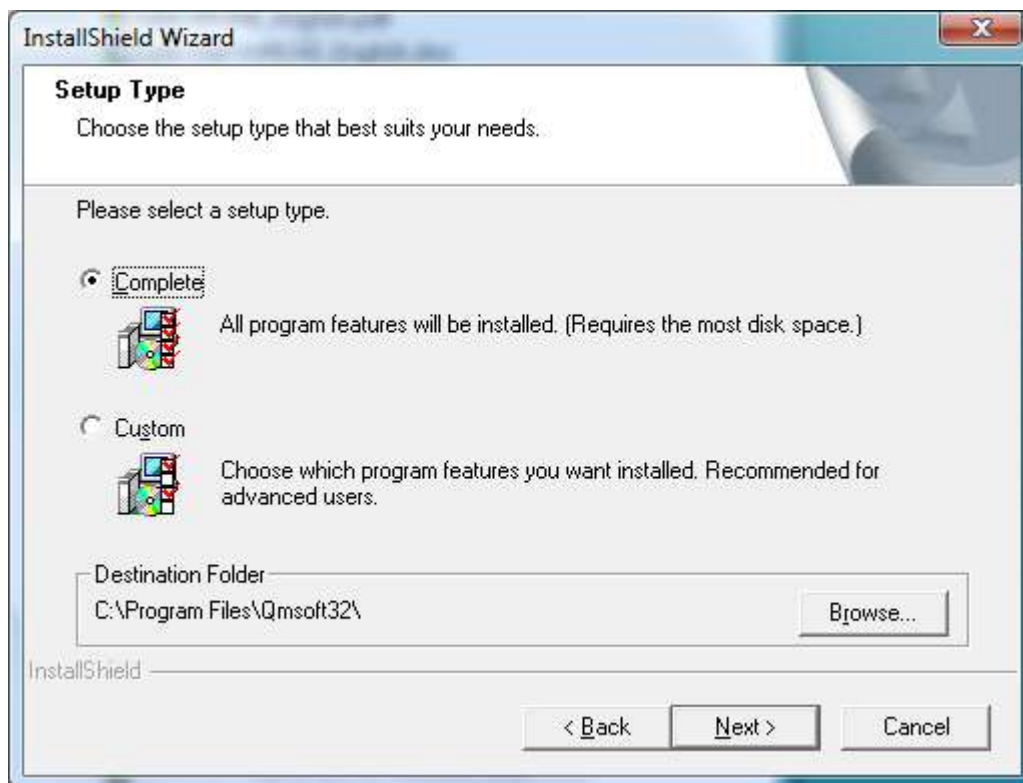 InstallShield Wizard
Setup Type
Choose the setup type that best suits your needs.
Please select a setup type.
Complete
All program features will be installed. (Requires the most disk space.)
Custom
Choose which program features you want installed. Recommended for
advanced users.
Destination Folder
C:\Program Files\Qmsoft32\
Browse...
InstallShield
< Back
Next >
Cancel